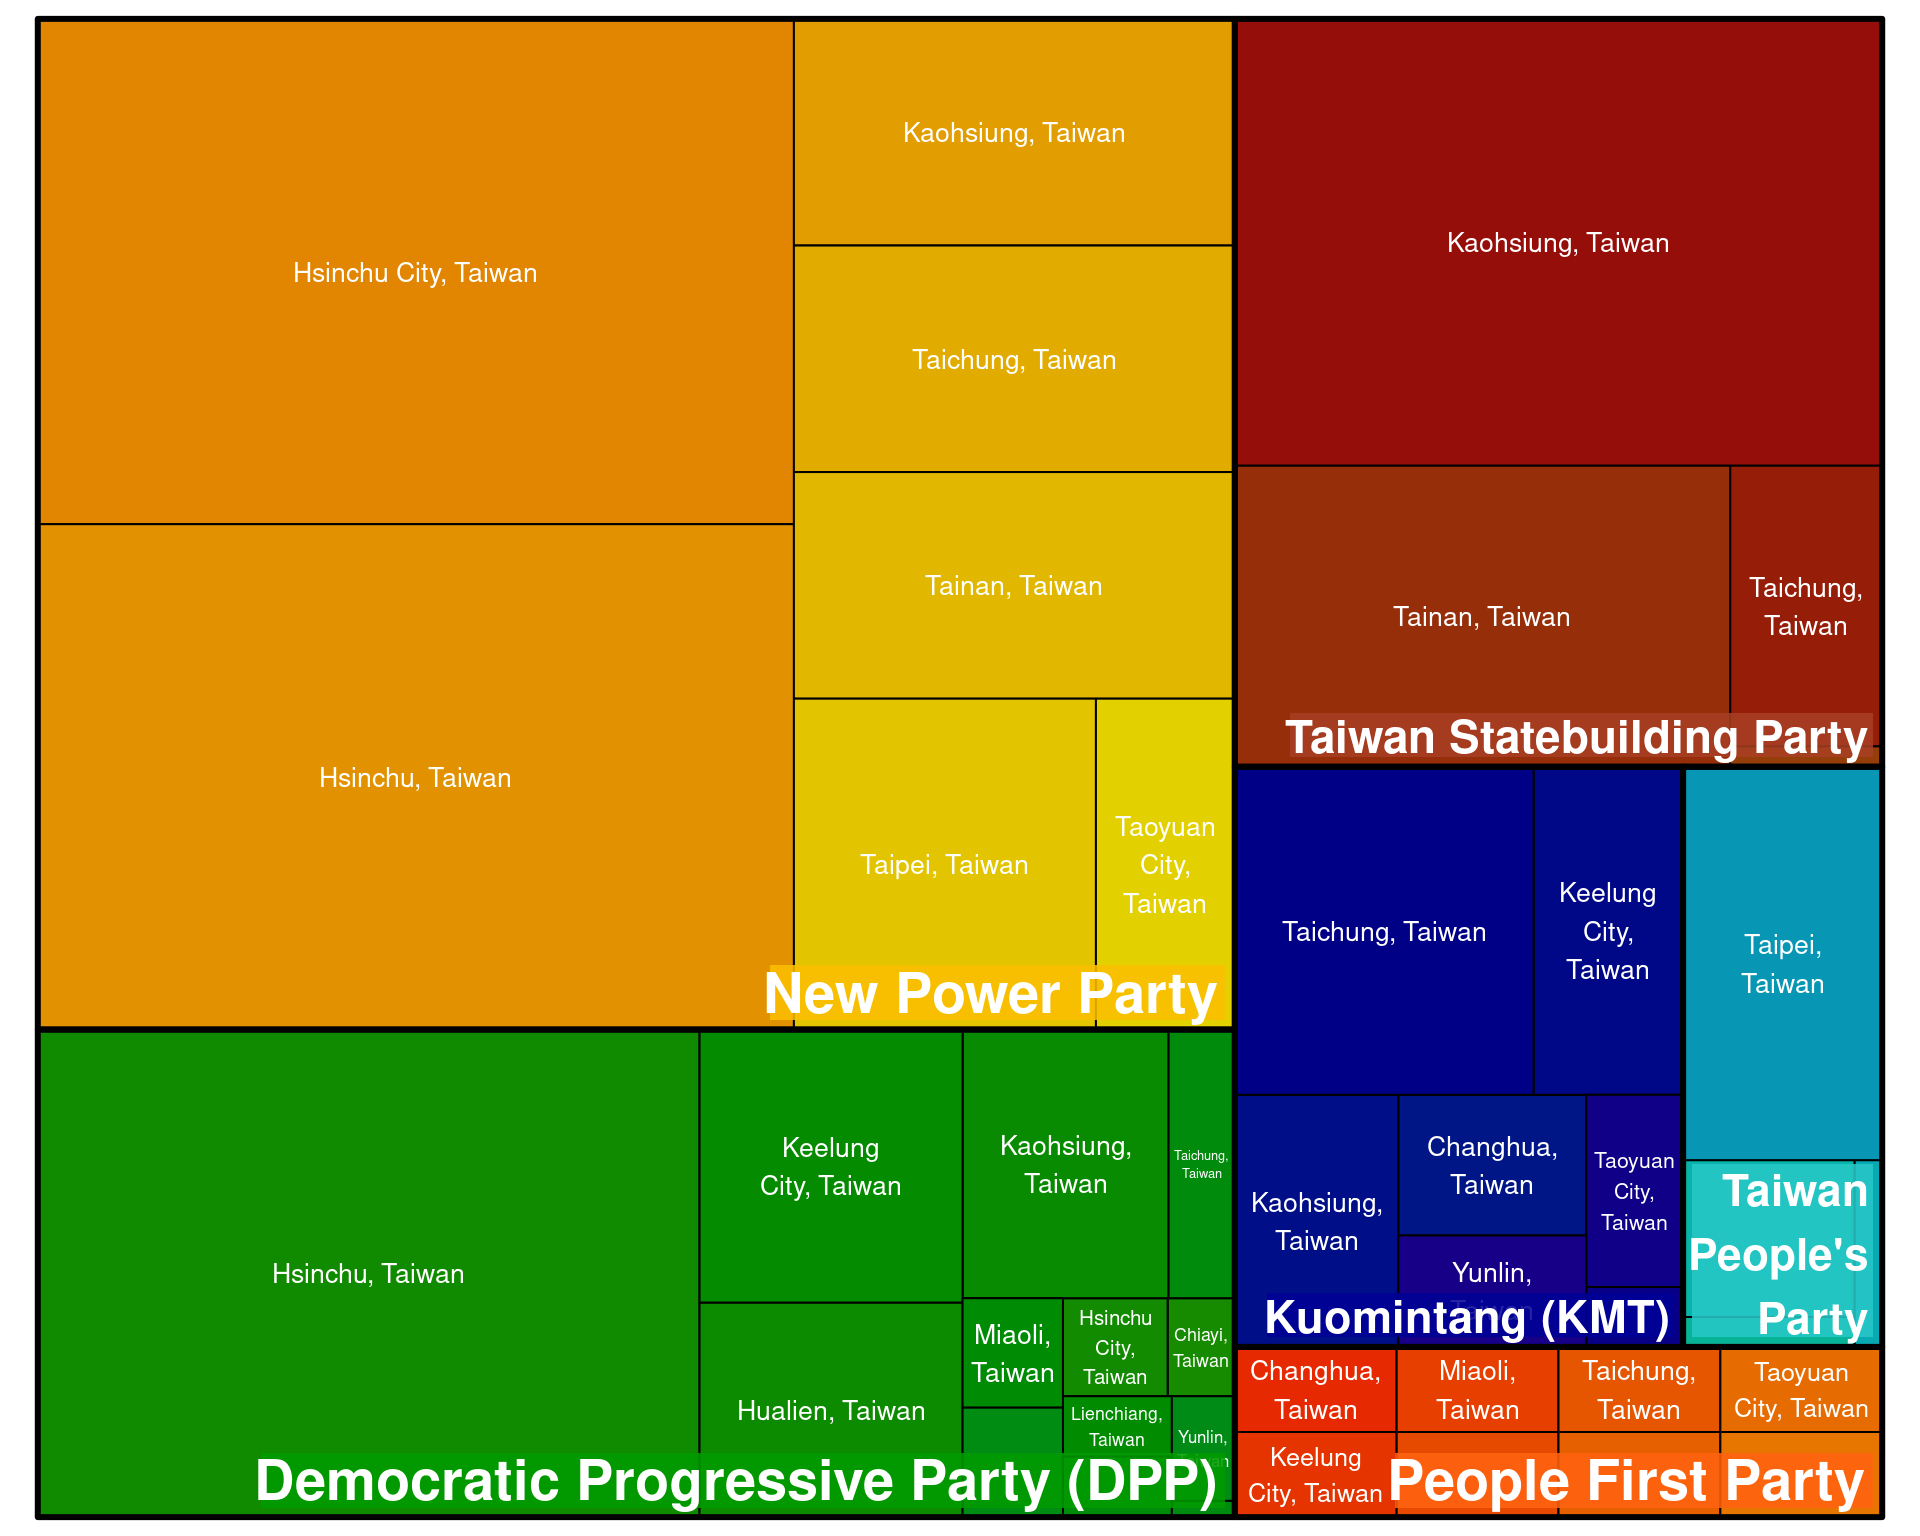 Hsinchu City, Taiwan
Hsinchu, Taiwan
Kaohsiung, Taiwan
Taichung, Taiwan
Tainan, Taiwan
Taipei, Taiwan
Taoyuan
City,
Taiwan
New Power Party
Kaohsiung, Taiwan
Tainan, Taiwan
Taichung,
Taiwan
Taiwan Statebuilding Party
Hsinchu, Taiwan
Keelung
City, Taiwan
Hualien, Taiwan
Kaohsiung,
Taiwan
Taichung,
Taiwan
Miaoli,
Taiwan
Hsinchu
City,
Taiwan
Chiayi,
Taiwan
Lienchiang,
Taiwan
Yunlin,
Taiwan
Democratic Progressive Party (DPP)
Taichung, Taiwan
Keelung
City,
Taiwan
Kaohsiung,
Taiwan
Changhua,
Taiwan
Taoyuan
City,
Taiwan
Yunlin,
Taiwan
Kuomintang (KMT)
Taipei,
Taiwan
Taiwan
People's
Party
Changhua,
Taiwan
Miaoli,
Taiwan
Taichung,
Taiwan
Taoyuan
City, Taiwan
Keelung
City, Taiwan
People First Party